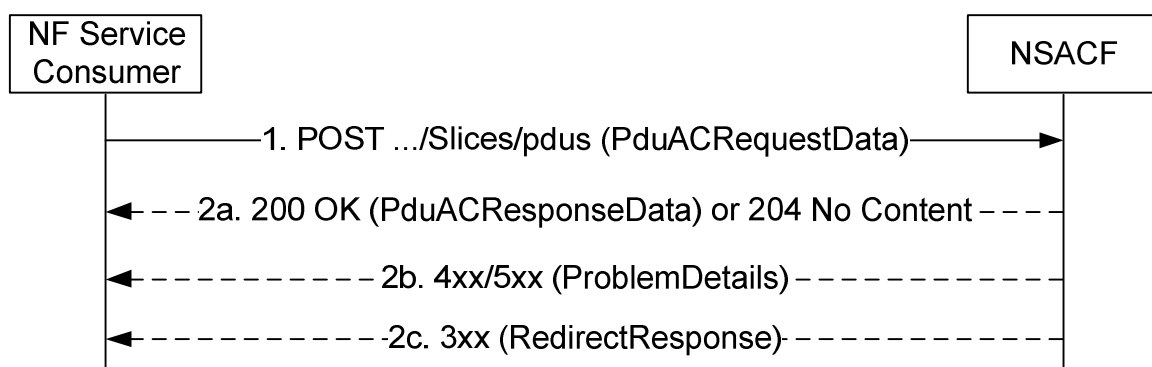 NF Service
Consumer
NSACF
1. POST .../Slices/pdus (PduACRequestData)
2a. 200 OK (PduACResponseData) or 204 No Content
2b. 4xx/5xx (ProblemDetails)
2c. 3xx (RedirectResponse)